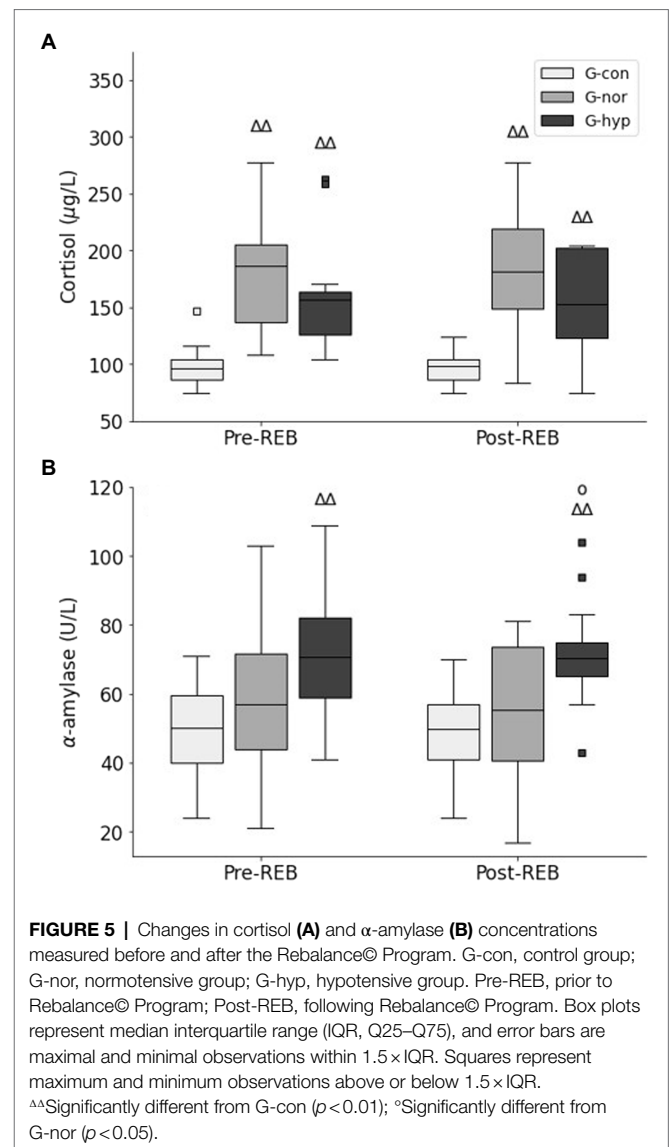 A
350
300
250
200
150
100
50
Cortisol (µg/L)
G-con
G-nor
G-hyp
ΔΔ
ΔΔ
ΔΔ
ΔΔ
Pre-REB
Post-REB
B
120
100
80
60
40
20
α-amylase (U/L)
ΔΔ
o
ΔΔ
Pre-REB
Post-REB
FIGURE 5 | Changes in cortisol (A) and α-amylase (B) concentrations
measured before and after the Rebalance© Program. G-con, control group;
G-nor, normotensive group; G-hyp, hypotensive group. Pre-REB, prior to
Rebalance© Program; Post-REB, following Rebalance© Program. Box plots
represent median interquartile range (IQR, Q25–Q75), and error bars are
maximal and minimal observations within 1.5×IQR. Squares represent
maximum and minimum observations above or below 1.5×IQR.
ΔΔSignificantly different from G-con (p<0.01); °Significantly different from
G-nor (p<0.05).